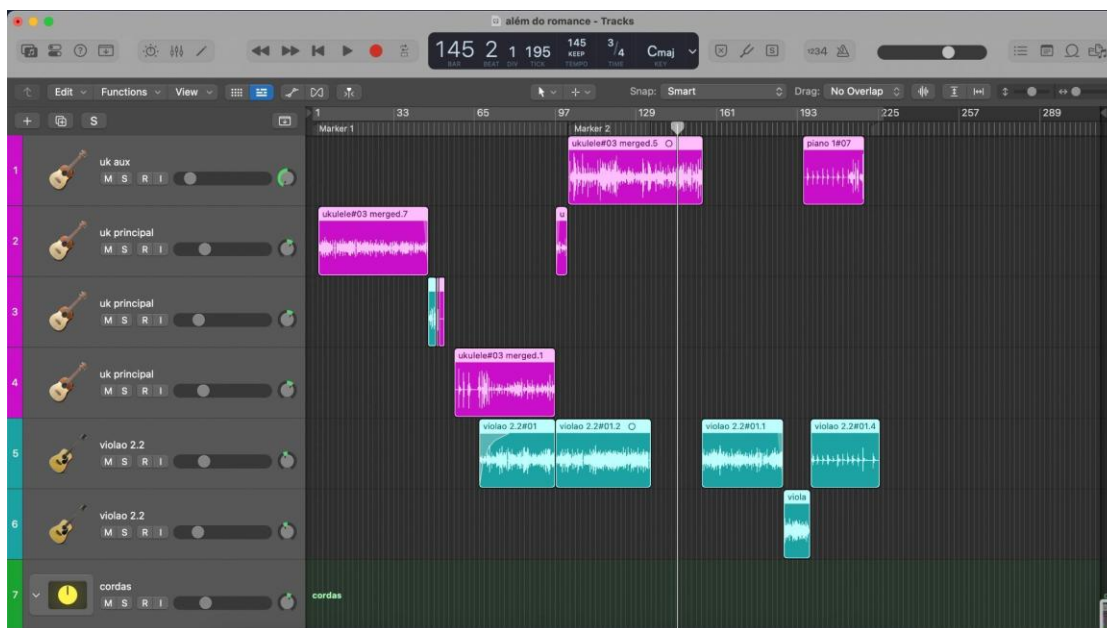 além do romance - Tracks
145 2 1 195 145 3/4 Cmaj
KEEP
BAR BEAT DIV TICK TEMPO TIME KEY
1234
Edit Functions View Snap: Smart Drag: No Overlap
S
1 33 65 97 129 161 193 225 257 289
Marker 1 Marker 2
1 uk aux
M S R I
ukulele#03 merged.5 piano 1#07
2 uk principal
M S R I
ukulele#03 merged.7 u
3 uk principal
M S R I
4 uk principal
M S R I
ukulele#03 merged.1
5 violao 2.2
M S R I
violao 2.2#01 violao 2.2#01.2 violao 2.2#01.1 violao 2.2#01.4
6 violao 2.2
M S R I
viola
7 cordas
M S R I
cordas